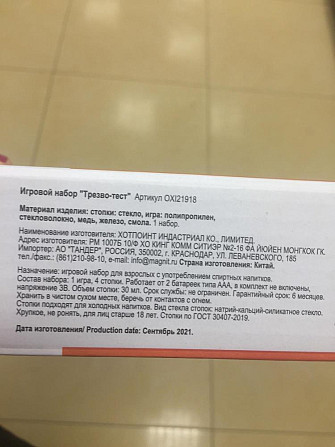 Игровой набор "Трезво-тест" Артикул OXI21918
Материал изделия: стопки: стекло, игра: полипропилен,
стекловолокно, медь, железо, смола. 1 набор.
Наименование изготовителя: ХОТПОИНТ ИНДАСТРИАЛ КО., ЛИМИТЕД.
Адрес изготовителя: РМ 1007Б 10/Ф ХО КИНГ КОММ СИТИЭР №2-16 ФА ЙЮЙЕН МОНГКОК ГК.
Импортер: АО "ТАНДЕР", РОССИЯ, 350002, г. КРАСНОДАР, УЛ. ЛЕВАНЕВСКОГО, 185
тел./факс.: (861)210-98-10, e-mail: info@magnit.ru Страна изготовления: Китай.
Назначение: игровой набор для взрослых с употреблением спиртных напитков.
Состав набора: 1 игра, 4 стопки. Работает от 2 батареек типа ААА, в комплект не включены,
напряжение 3В. Объем стопки: 30 мл. Срок службы: не ограничен. Гарантийный срок: 6 месяцев.
Хранить в чистом сухом месте, беречь от контактов с огнем.
Стопки подходят для холодных напитков. Вид стекла стопок: натрий-кальций-силикатное стекло.
Хрупкое, не ронять, для лиц старше 18 лет. Стопки по ГОСТ 30407-2019.
Дата изготовления/ Production date: Сентябрь 2021.